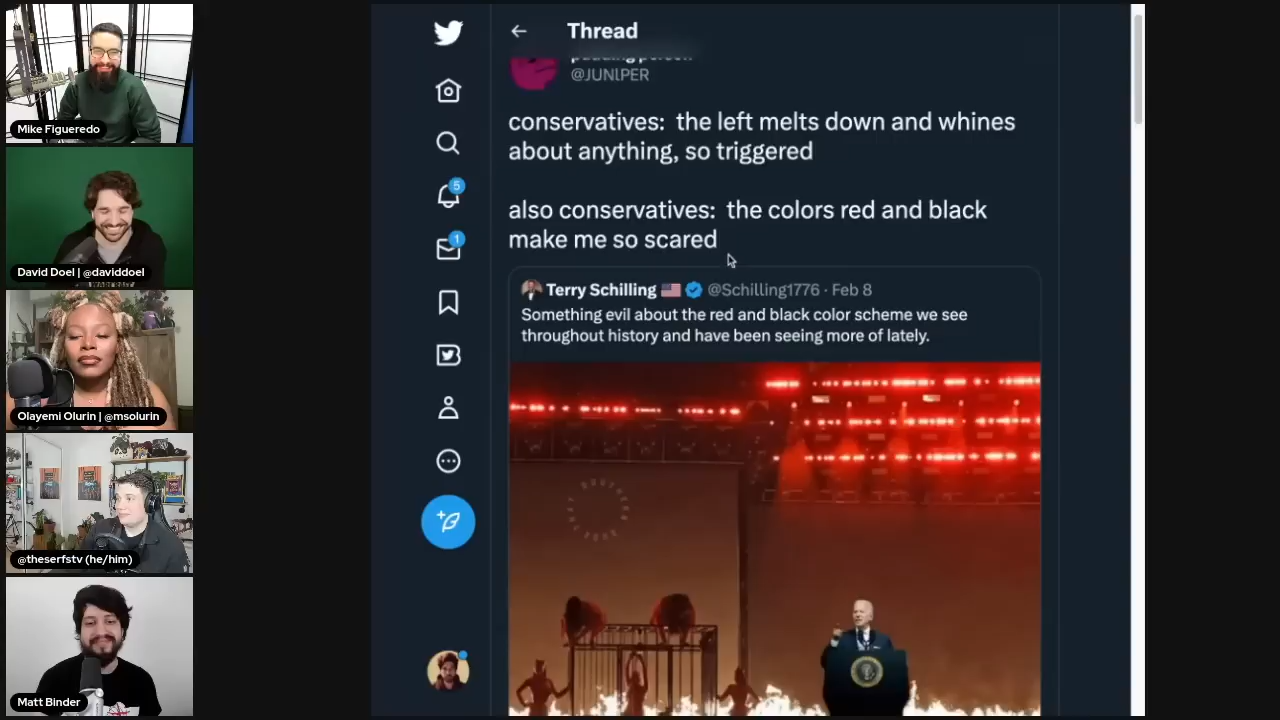 Mike Figueredo
David Doel | @daviddoel
Olayemi Olurin | @msolurin
@theserfstv (he/him)
Matt Binder
Thread
@JUNlPER
conservatives: the left melts down and whines
about anything, so triggered
also conservatives: the colors red and black
make me so scared
Terry Schilling @Schilling1776 · Feb 8
Something evil about the red and black color scheme we see
throughout history and have been seeing more of lately.
5
1